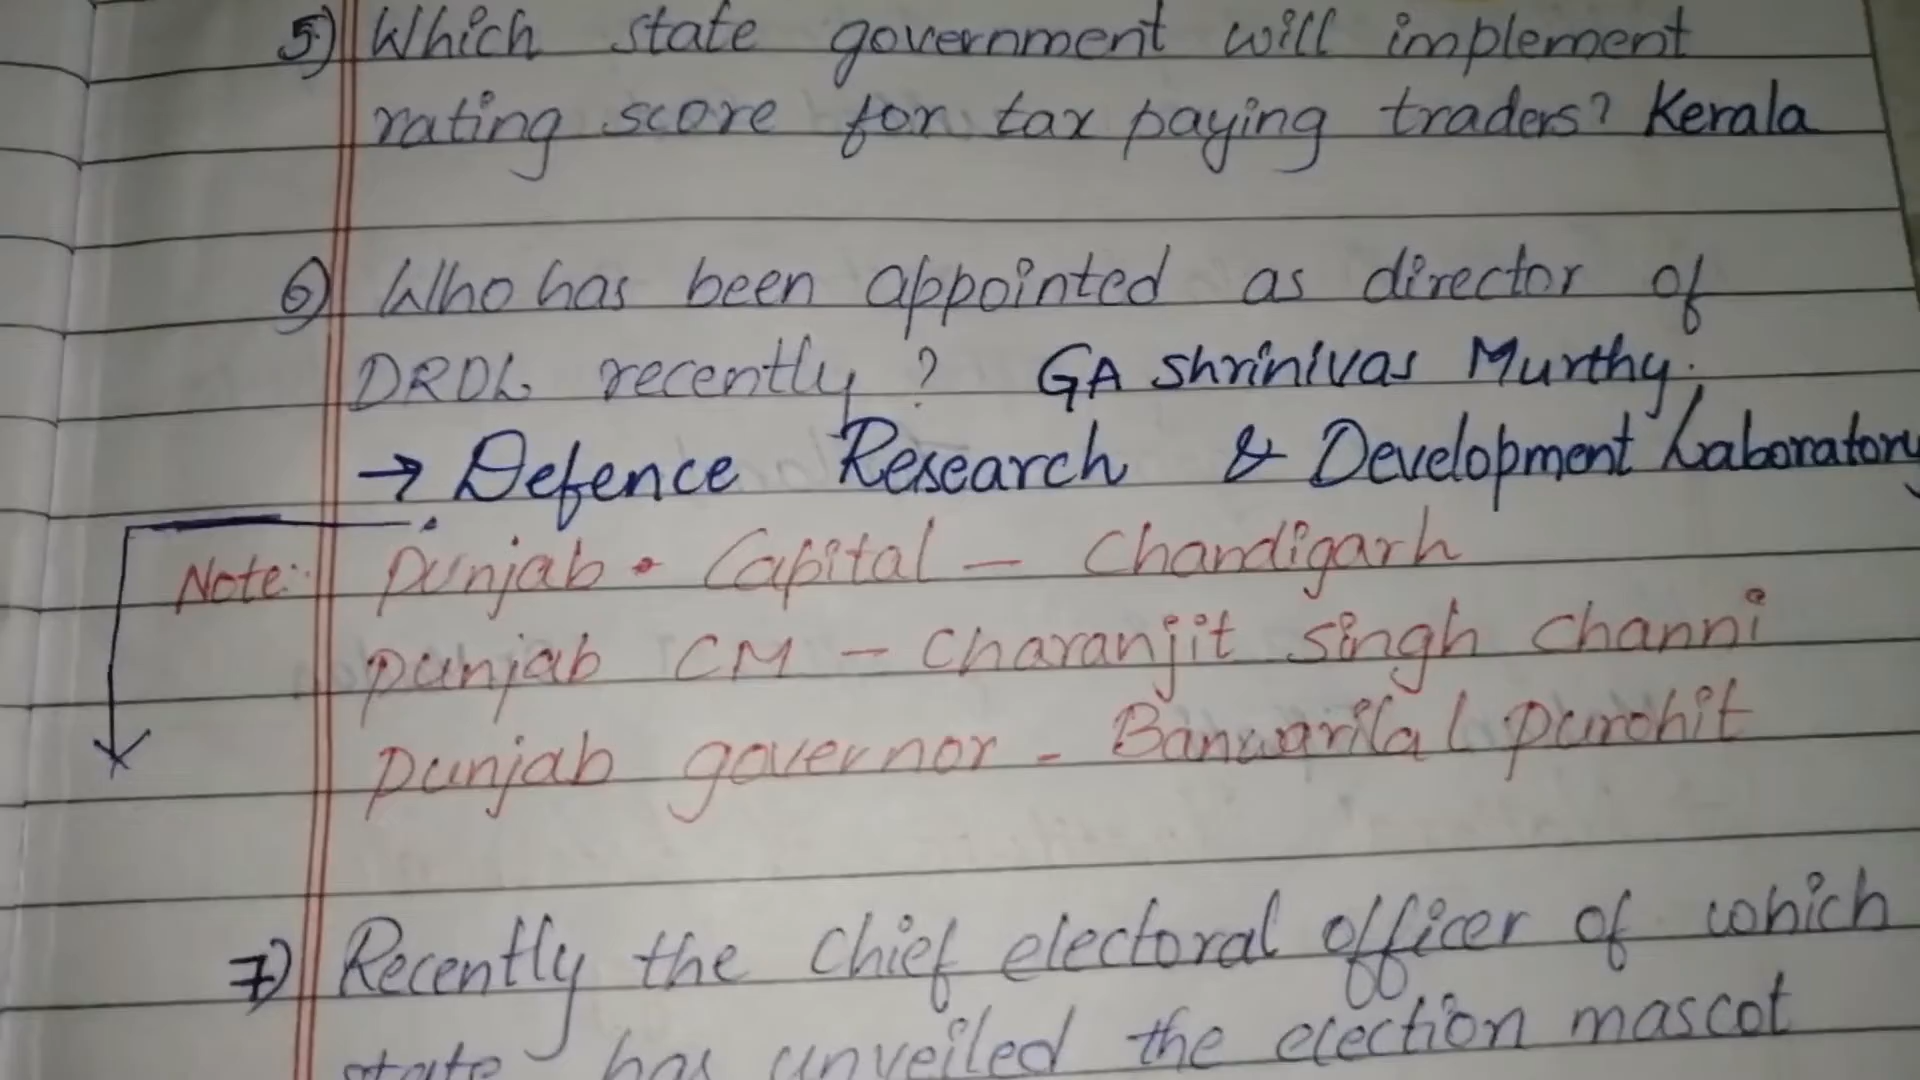 5) Which state government will implement
rating score for tax paying traders? Kerala
6) Who has been appointed as director of
DRDL recently? GA Shrinivas Murthy.
→ Defence Research & Development Laboratory
Note: Punjab • Capital - Chandigarh
Punjab CM - Charanjit Singh Channi
Punjab governor - Banwarilal purohit
7) Recently the Chief electoral officer of which
state has unveiled the election mascot